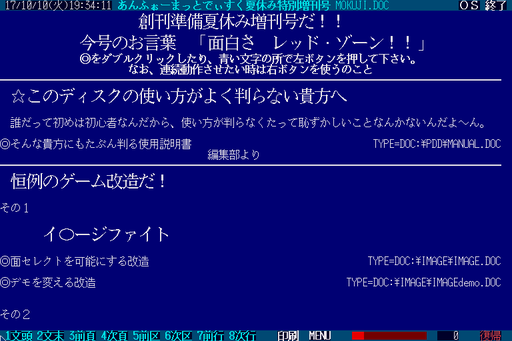 17/10/10(火)19:34:11 あんふぉーまっとでぃすく夏休み特別増刊号 MOKUJI.DOC OS 終了
創刊準備夏休み増刊号だ！！
今号のお言葉 「面白さ レッド・ゾーン！！」
◎をダブルクリックしたり、青い文字の所で左ボタンを押して下さい。
なお、連続動作させたい時は右ボタンを使うのこと
☆このディスクの使い方がよく判らない貴方へ
誰だって初めは初心者なんだから、使い方が判らなくたって恥ずかしいことなんかないんだよ～ん。
◎そんな貴方にもたぶん判る使用説明書 TYPE=DOC:¥PDD¥MANUAL.DOC
編集部より
恒例のゲーム改造だ！
その１
イ○ージファイト
◎面セレクトを可能にする改造 TYPE=DOC:¥IMAGE¥IMAGE.DOC
◎デモを変える改造 TYPE=DOC:¥IMAGE¥IMAGEdemo.DOC
その２
1文頭 2文末 3前頁 4次頁 5前区 6次区 7前行 8次行 印刷 MENU 0 復帰